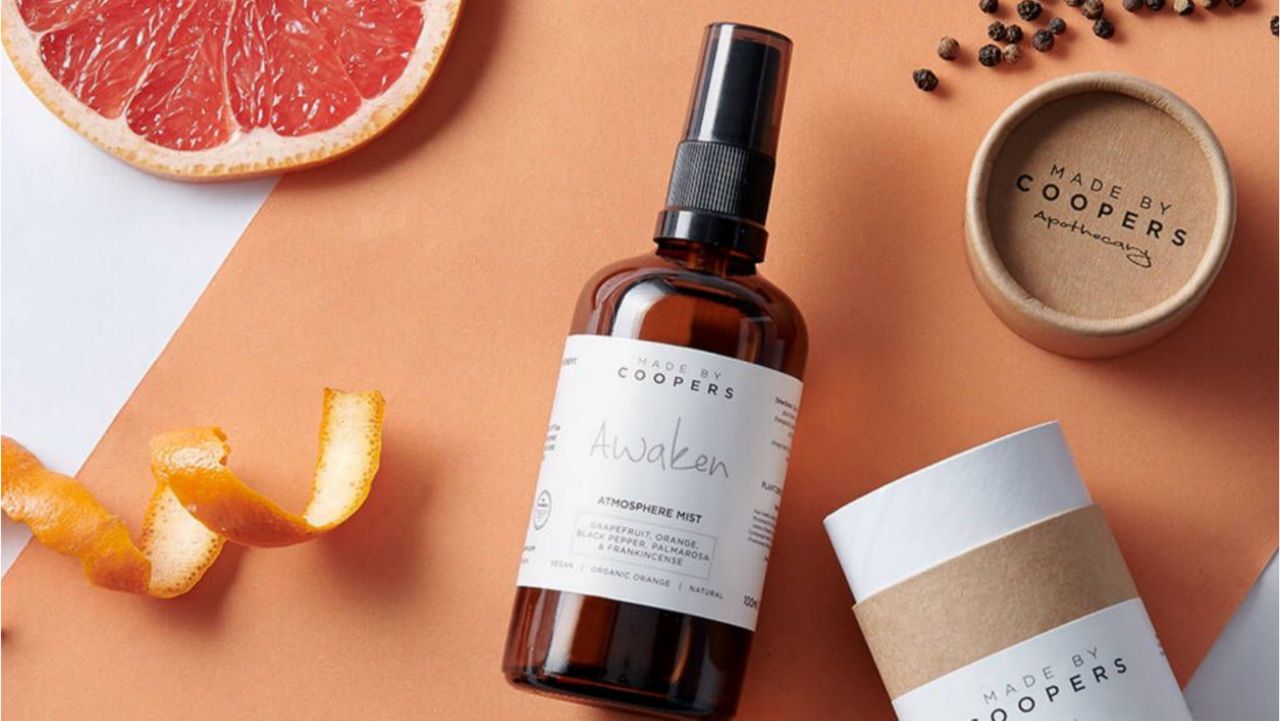 MADE BY
COOPERS
Apothecary
MADE BY
COOPERS
Awaken
ATMOSPHERE MIST
GRAPEFRUIT, ORANGE,
BLACK PEPPER, PALMAROSA
& FRANKINCENSE
VEGAN | ORGANIC ORANGE | NATURAL
MADE BY
COOPERS